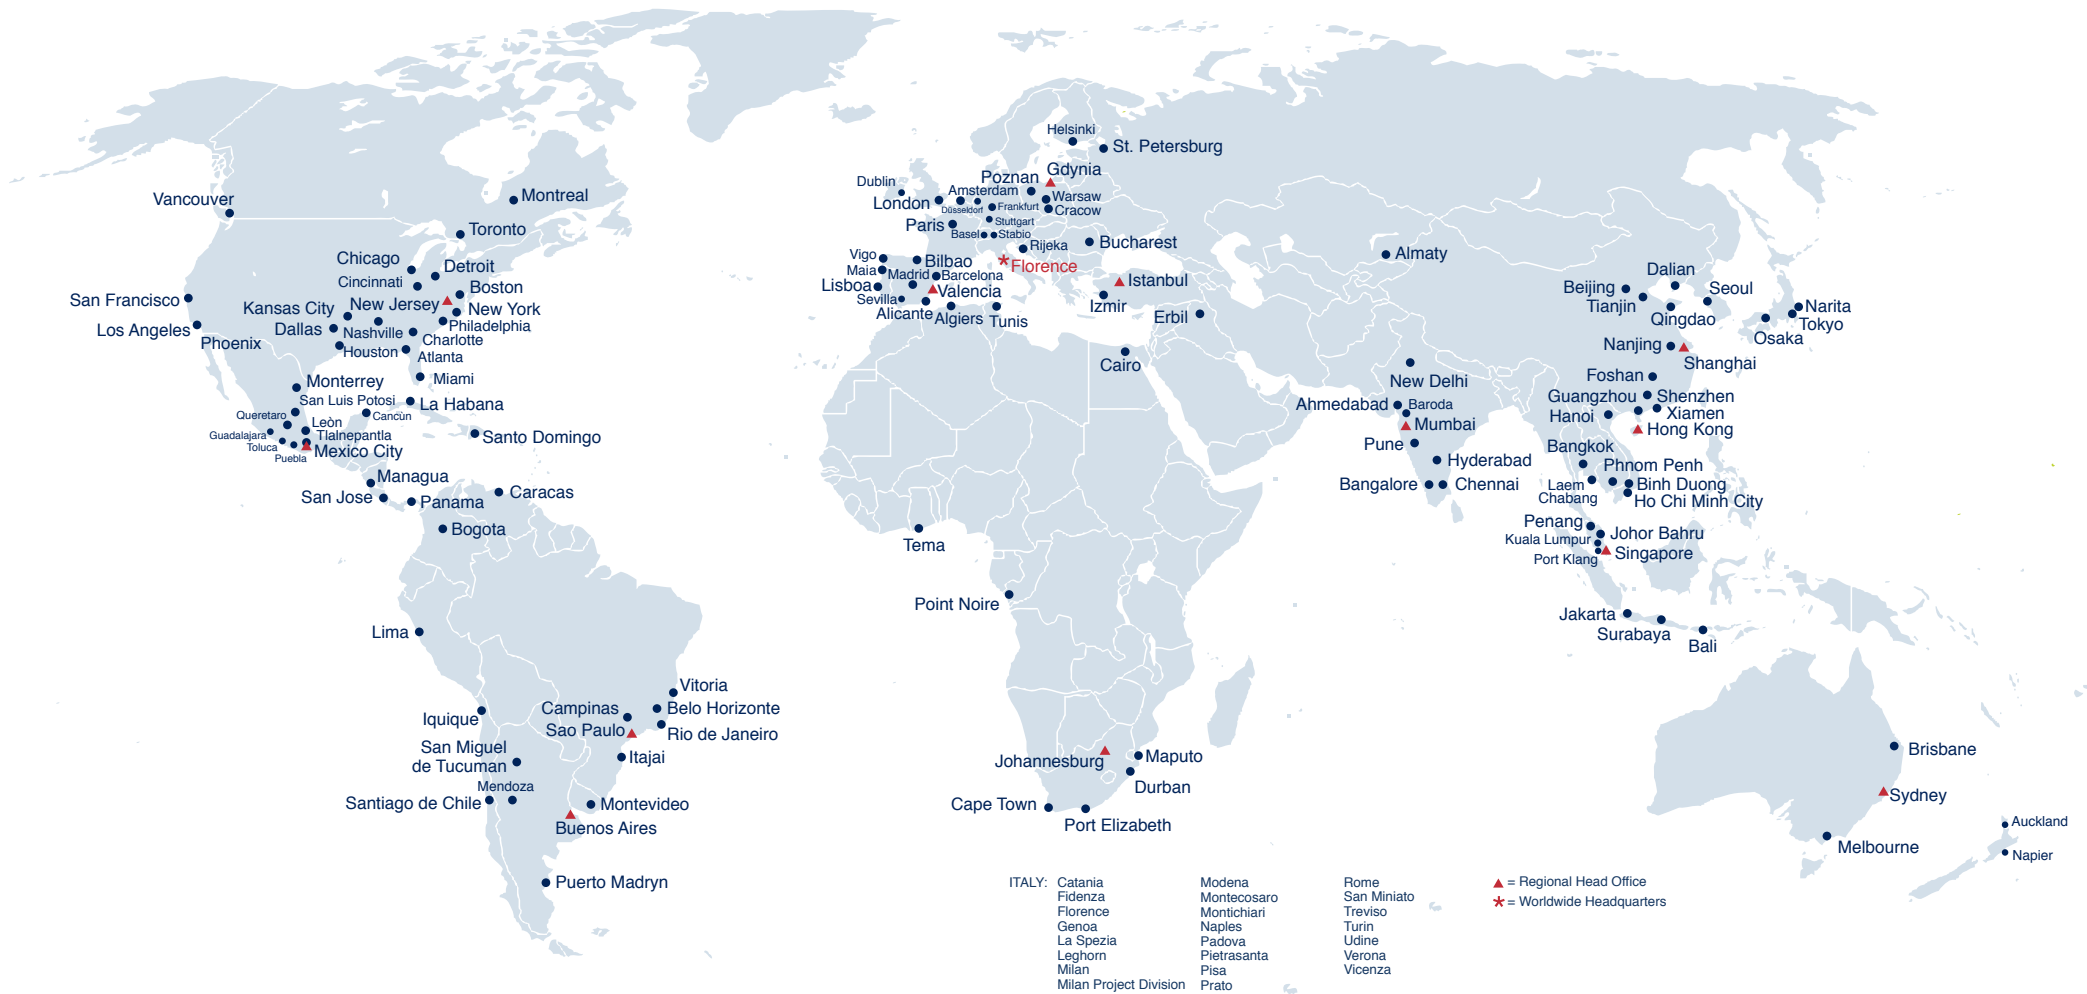 Vancouver
Montreal
Toronto
Chicago
Detroit
Cincinnati
Boston
San Francisco
Kansas City
New Jersey
New York
Los Angeles
Dallas
Nashville
Philadelphia
Phoenix
Houston
Charlotte
Atlanta
Monterrey
Miami
San Luis Potosi
La Habana
Queretaro
Leòn
Cancùn
Guadalajara
Tlalnepantla
Toluca
Mexico City
Puebla
Santo Domingo
Managua
San Jose
Panama
Caracas
Bogota
Lima
Vitoria
Campinas
Belo Horizonte
Iquique
Sao Paulo
Rio de Janeiro
San Miguel
de Tucuman
Itajai
Mendoza
Santiago de Chile
Montevideo
Buenos Aires
Puerto Madryn
Helsinki
St. Petersburg
Gdynia
Poznan
Dublin
Amsterdam
Warsaw
London
Düsseldorf
Frankfurt
Cracow
Paris
Stuttgart
Basel
Stabio
Rijeka
Bucharest
Vigo
Bilbao
Florence
Maia
Madrid
Barcelona
Lisboa
Valencia
Istanbul
Sevilla
Alicante
Algiers
Tunis
Izmir
Erbil
Cairo
Tema
Point Noire
Johannesburg
Maputo
Durban
Cape Town
Port Elizabeth
Almaty
New Delhi
Ahmedabad
Baroda
Mumbai
Pune
Hyderabad
Bangalore
Chennai
Dalian
Beijing
Seoul
Tianjin
Qingdao
Narita
Tokyo
Osaka
Nanjing
Shanghai
Foshan
Guangzhou
Shenzhen
Hanoi
Xiamen
Hong Kong
Bangkok
Phnom Penh
Laem
Chabang
Binh Duong
Ho Chi Minh City
Penang
Johor Bahru
Kuala Lumpur
Singapore
Port Klang
Jakarta
Surabaya
Bali
Brisbane
Sydney
Melbourne
Auckland
Napier
ITALY: Catania
Fidenza
Florence
Genoa
La Spezia
Leghorn
Milan
Milan Project Division
Modena
Montecosaro
Montichiari
Naples
Padova
Pietrasanta
Pisa
Prato
Rome
San Miniato
Treviso
Turin
Udine
Verona
Vicenza
▲ = Regional Head Office
* = Worldwide Headquarters